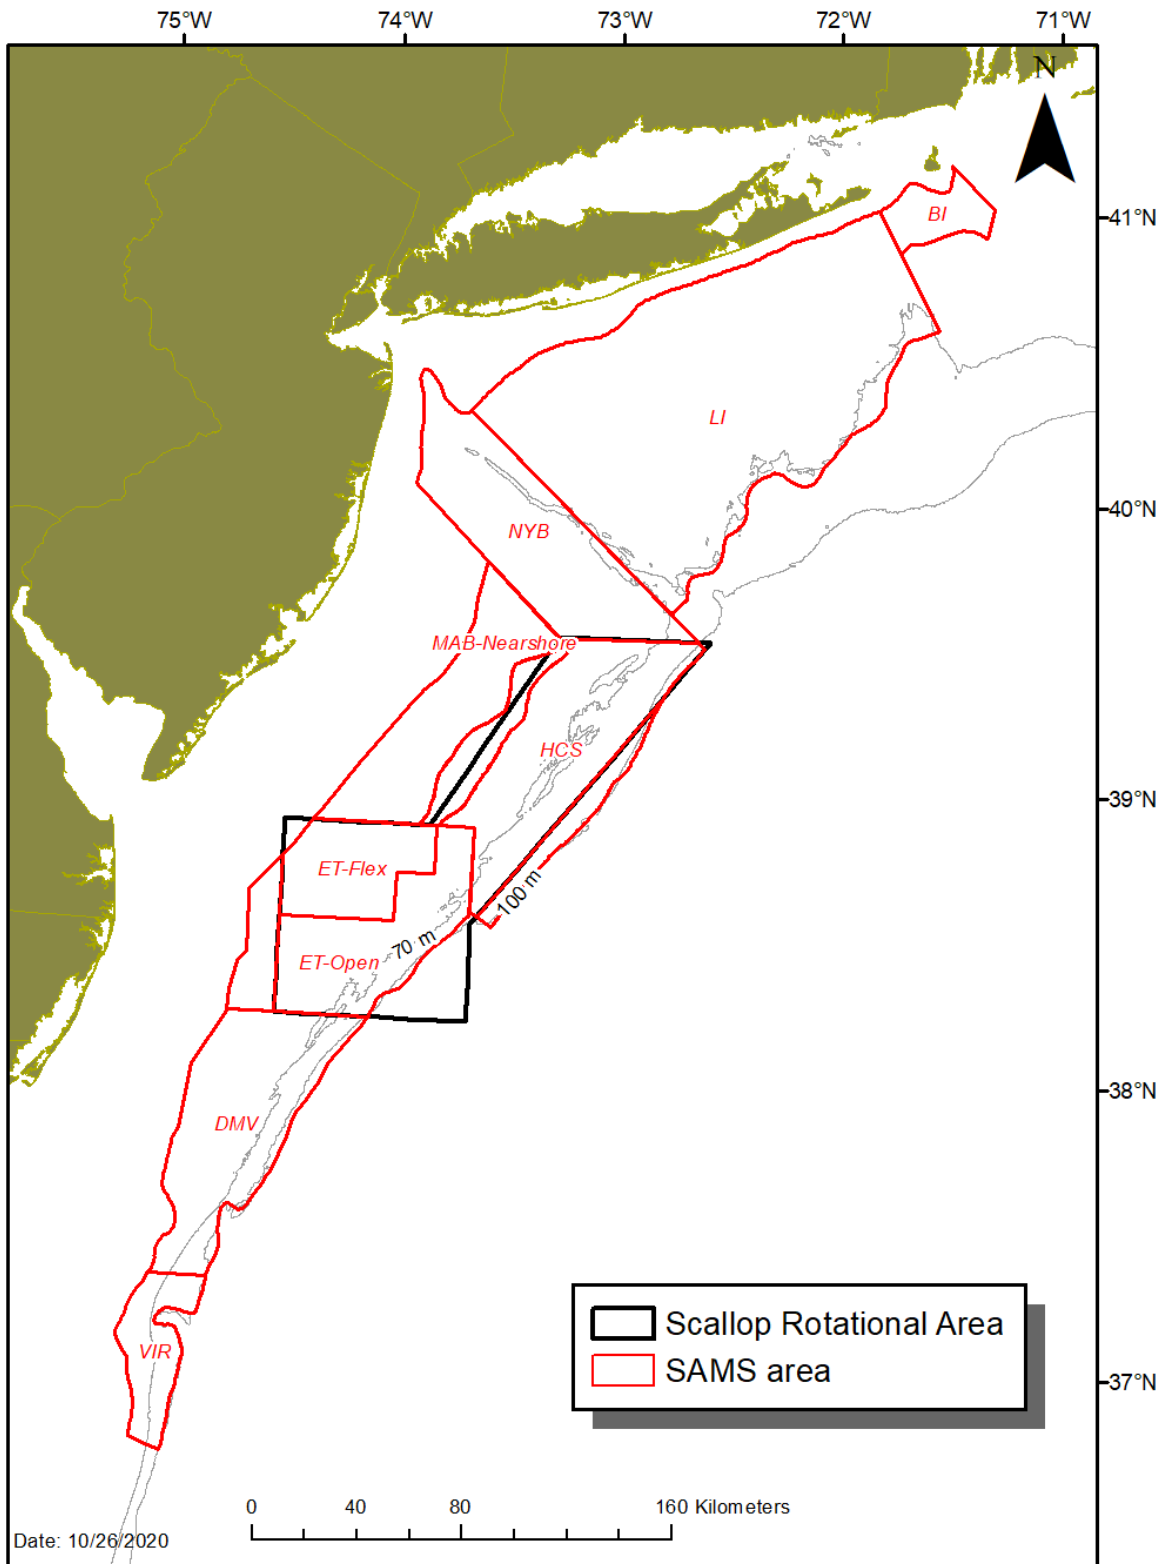 75°W 74°W 73°W 72°W 71°W
N
BI
41°N
LI
40°N
NYB
MAB-Nearshore
HCS
39°N
ET-Flex
100 m
70 m
ET-Open
38°N
DMV
Scallop Rotational Area
VIR
SAMS area
37°N
0 40 80 160 Kilometers
Date: 10/26/2020